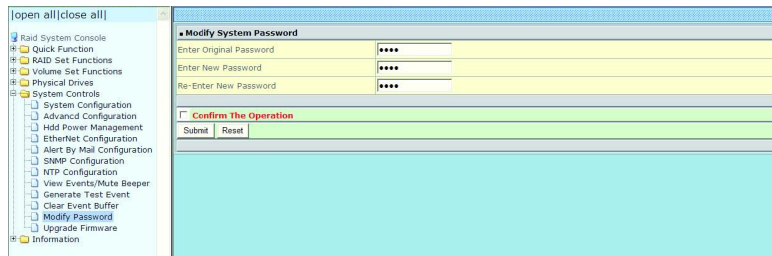 |open all|close all|
Raid System Console
Quick Function
RAID Set Functions
Volume Set Functions
Physical Drives
System Controls
System Configuration
Advancd Configuration
Hdd Power Management
EtherNet Configuration
Alert By Mail Configuration
SNMP Configuration
NTP Configuration
View Events/Mute Beeper
Generate Test Event
Clear Event Buffer
Modify Password
Upgrade Firmware
Information
▪ Modify System Password
Enter Original Password ••••
Enter New Password ••••
Re-Enter New Password ••••
Confirm The Operation
Submit Reset